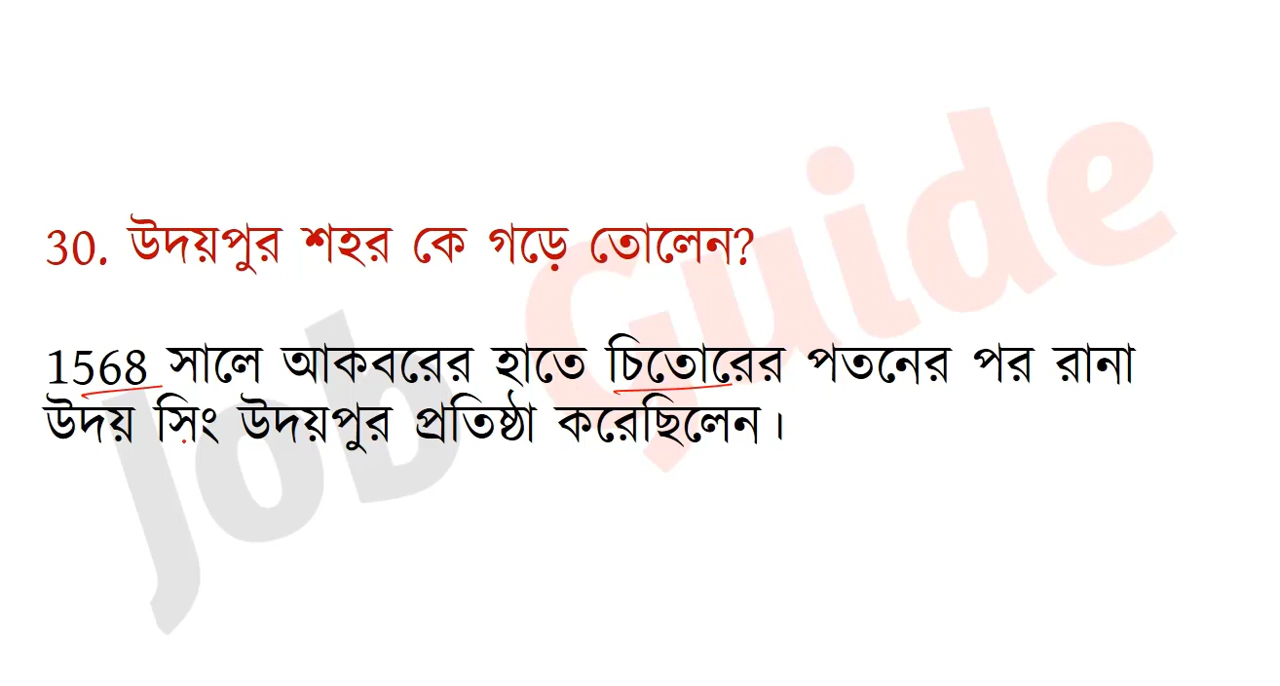 30. উদয়পুর শহর কে গড়ে তোলেন?
1568 সালে আকবরের হাতে চিতোরের পতনের পর রানা
উদয় সিং উদয়পুর প্রতিষ্ঠা করেছিলেন।
Job Guide